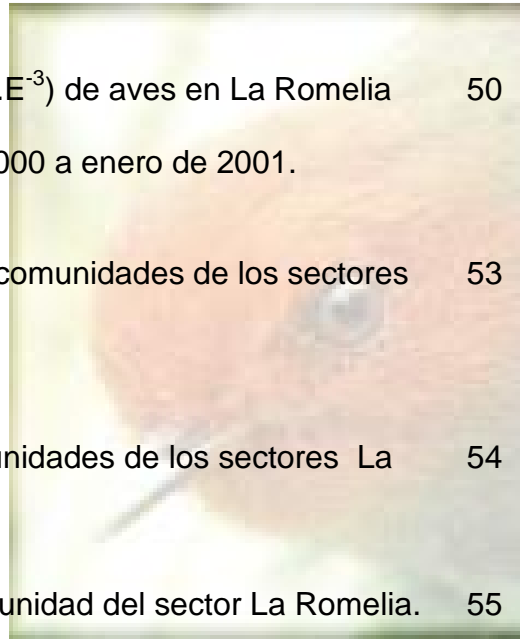 .E⁻³) de aves en La Romelia 50
000 a enero de 2001.
comunidades de los sectores 53
unidades de los sectores La 54
unidad del sector La Romelia. 55